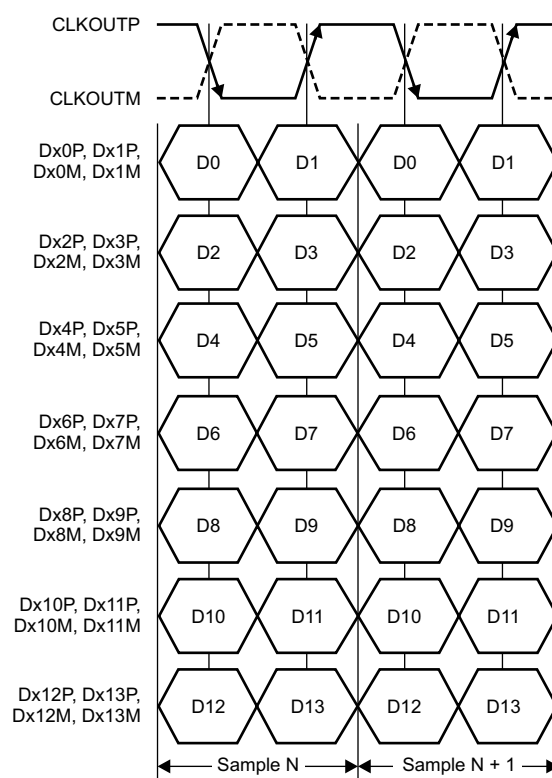 CLKOUTP
CLKOUTM
Dx0P, Dx1P,
Dx0M, Dx1M
D0 D1 D0 D1
Dx2P, Dx3P,
Dx2M, Dx3M
D2 D3 D2 D3
Dx4P, Dx5P,
Dx4M, Dx5M
D4 D5 D4 D5
Dx6P, Dx7P,
Dx6M, Dx7M
D6 D7 D6 D7
Dx8P, Dx9P,
Dx8M, Dx9M
D8 D9 D8 D9
Dx10P, Dx11P,
Dx10M, Dx11M
D10 D11 D10 D11
Dx12P, Dx13P,
Dx12M, Dx13M
D12 D13 D12 D13
Sample N Sample N + 1